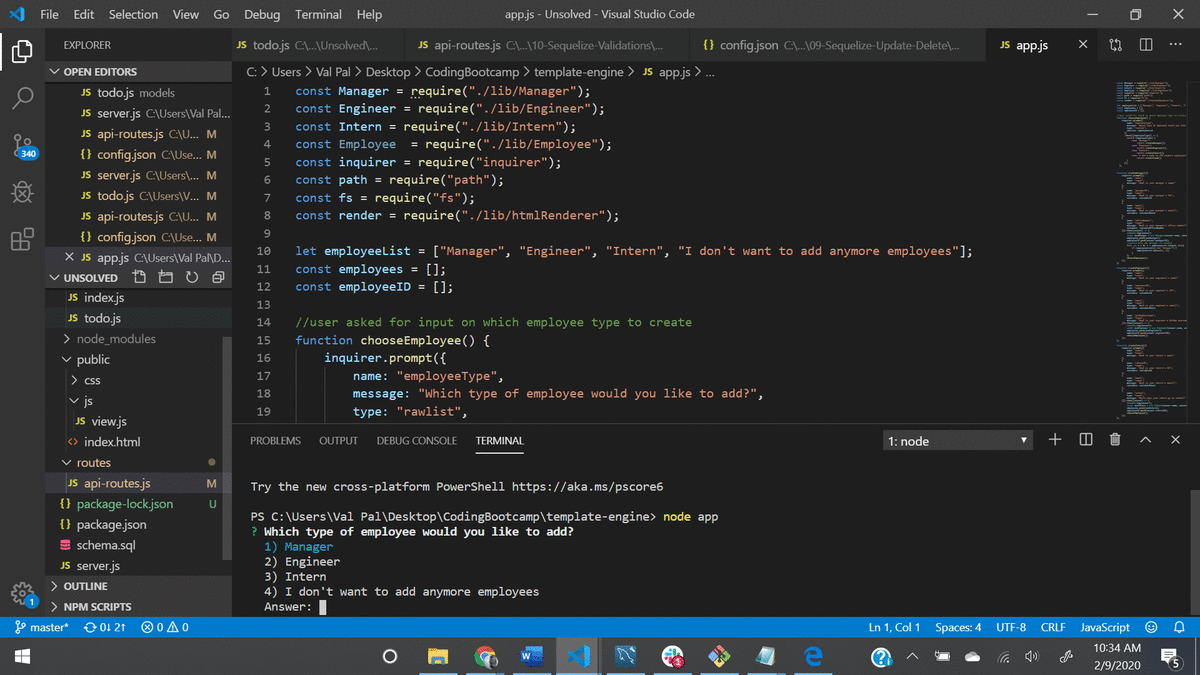 File Edit Selection View Go Debug Terminal Help
app.js - Unsolved - Visual Studio Code
EXPLORER
JS todo.js C:\...\Unsolved\...
JS api-routes.js C:\...\10-Sequelize-Validations\...
{} config.json C:\...\09-Sequelize-Update-Delete\...
JS app.js
OPEN EDITORS
JS todo.js models
JS server.js C:\Users\Val Pal...
JS api-routes.js C:\U... M
{} config.json C:\Use... M
JS server.js C:\Users\... M
JS todo.js C:\Users\V... M
JS api-routes.js C:\U... M
{} config.json C:\Use... M
JS app.js C:\Users\Val Pal\D...
UNSOLVED
JS index.js
JS todo.js
node_modules
public
css
js
JS view.js
<> index.html
routes
JS api-routes.js M
{} package-lock.json U
{} package.json
schema.sql
JS server.js
OUTLINE
NPM SCRIPTS
340
1
C: > Users > Val Pal > Desktop > CodingBootcamp > template-engine > JS app.js > ...
1 const Manager = require("./lib/Manager");
2 const Engineer = require("./lib/Engineer");
3 const Intern = require("./lib/Intern");
4 const Employee  = require("./lib/Employee");
5 const inquirer = require("inquirer");
6 const path = require("path");
7 const fs = require("fs");
8 const render = require("./lib/htmlRenderer");
9
10 let employeeList = ["Manager", "Engineer", "Intern", "I don't want to add anymore employees"];
11 const employees = [];
12 const employeeID = [];
13
14 //user asked for input on which employee type to create
15 function chooseEmployee() {
16 inquirer.prompt({
17 name: "employeeType",
18 message: "Which type of employee would you like to add?",
19 type: "rawlist",
PROBLEMS OUTPUT DEBUG CONSOLE TERMINAL
1: node
Try the new cross-platform PowerShell https://aka.ms/pscore6
PS C:\Users\Val Pal\Desktop\CodingBootcamp\template-engine> node app
? Which type of employee would you like to add?
1) Manager
2) Engineer
3) Intern
4) I don't want to add anymore employees
Answer:
master* 0↓ 2↑ 0 0
Ln 1, Col 1 Spaces: 4 UTF-8 CRLF JavaScript
10:34 AM
2/9/2020
5